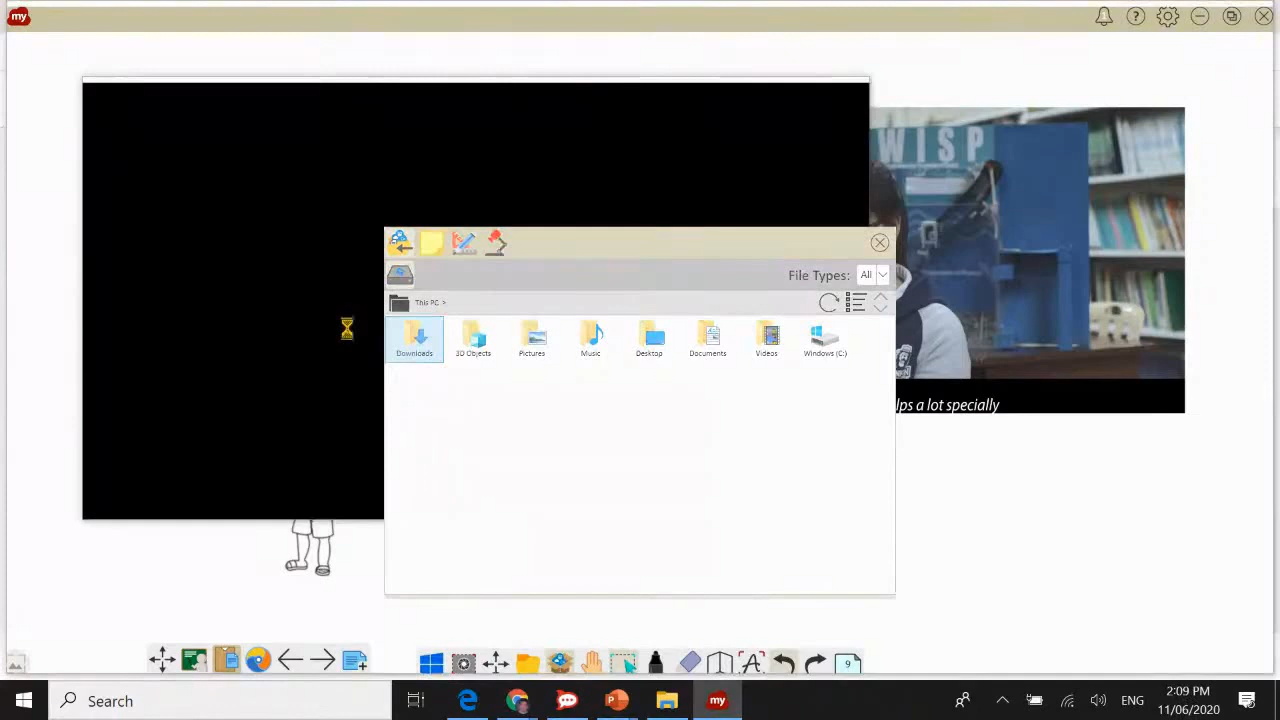 my
WISP
File Types: All
This PC >
Downloads
3D Objects
Pictures
Music
Desktop
Documents
Videos
Windows (C:)
lps a lot specially
9
Search
my
ENG
2:09 PM
11/06/2020